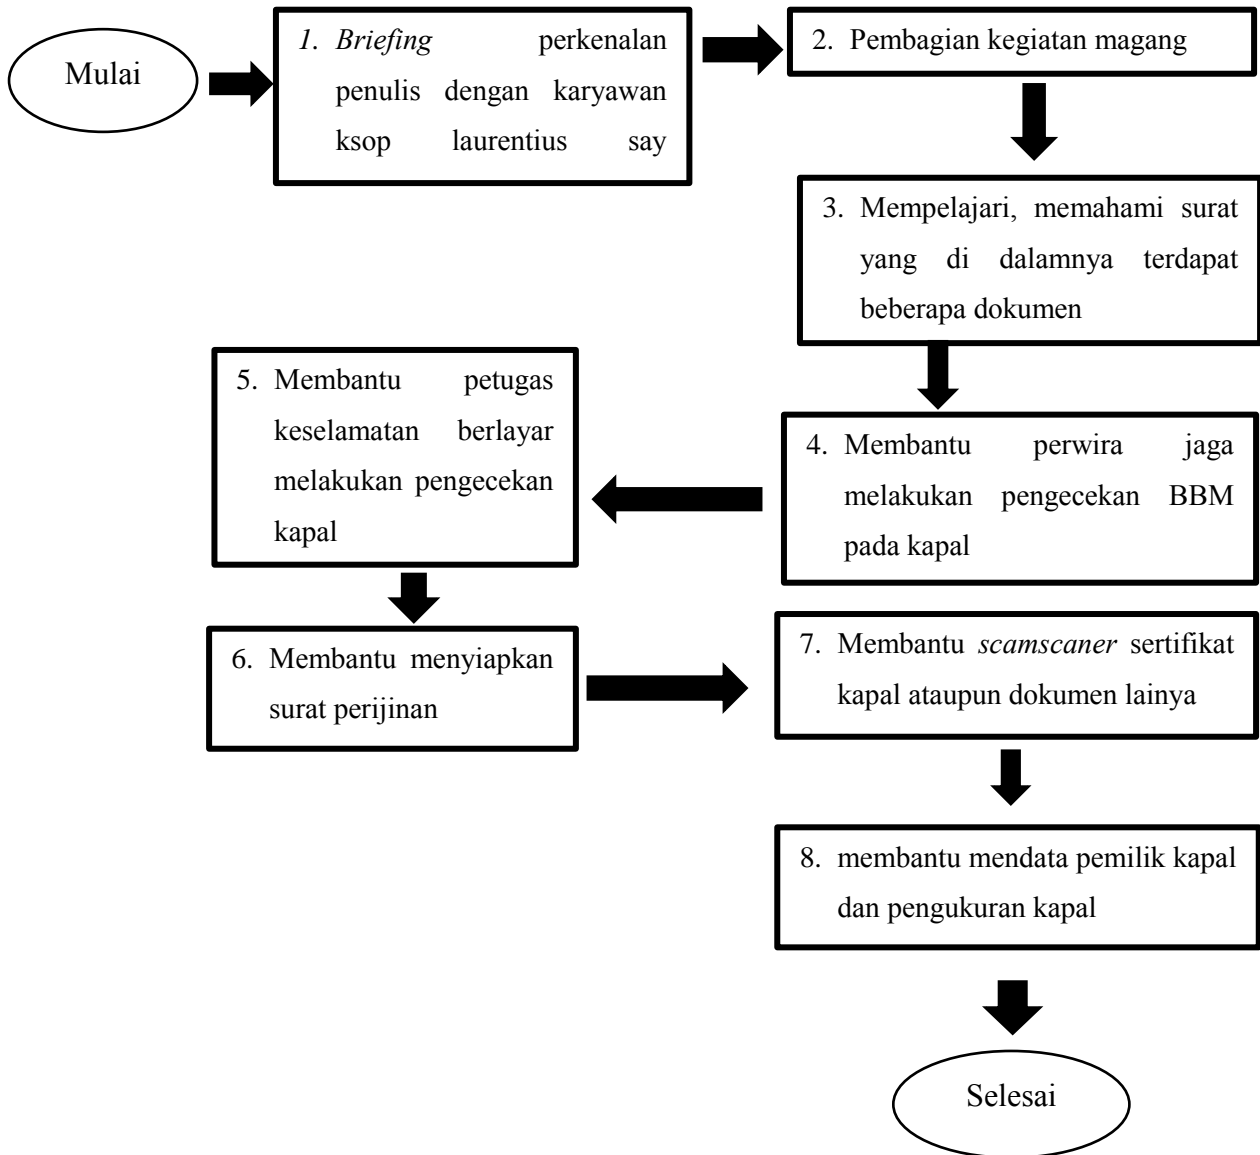 Mulai
1. Briefing perkenalan
penulis dengan karyawan
ksop laurentius say
2. Pembagian kegiatan magang
3. Mempelajari, memahami surat
yang di dalamnya terdapat
beberapa dokumen
4. Membantu perwira jaga
melakukan pengecekan BBM
pada kapal
5. Membantu petugas
keselamatan berlayar
melakukan pengecekan
kapal
6. Membantu menyiapkan
surat perijinan
7. Membantu scamscaner sertifikat
kapal ataupun dokumen lainya
8. membantu mendata pemilik kapal
dan pengukuran kapal
Selesai